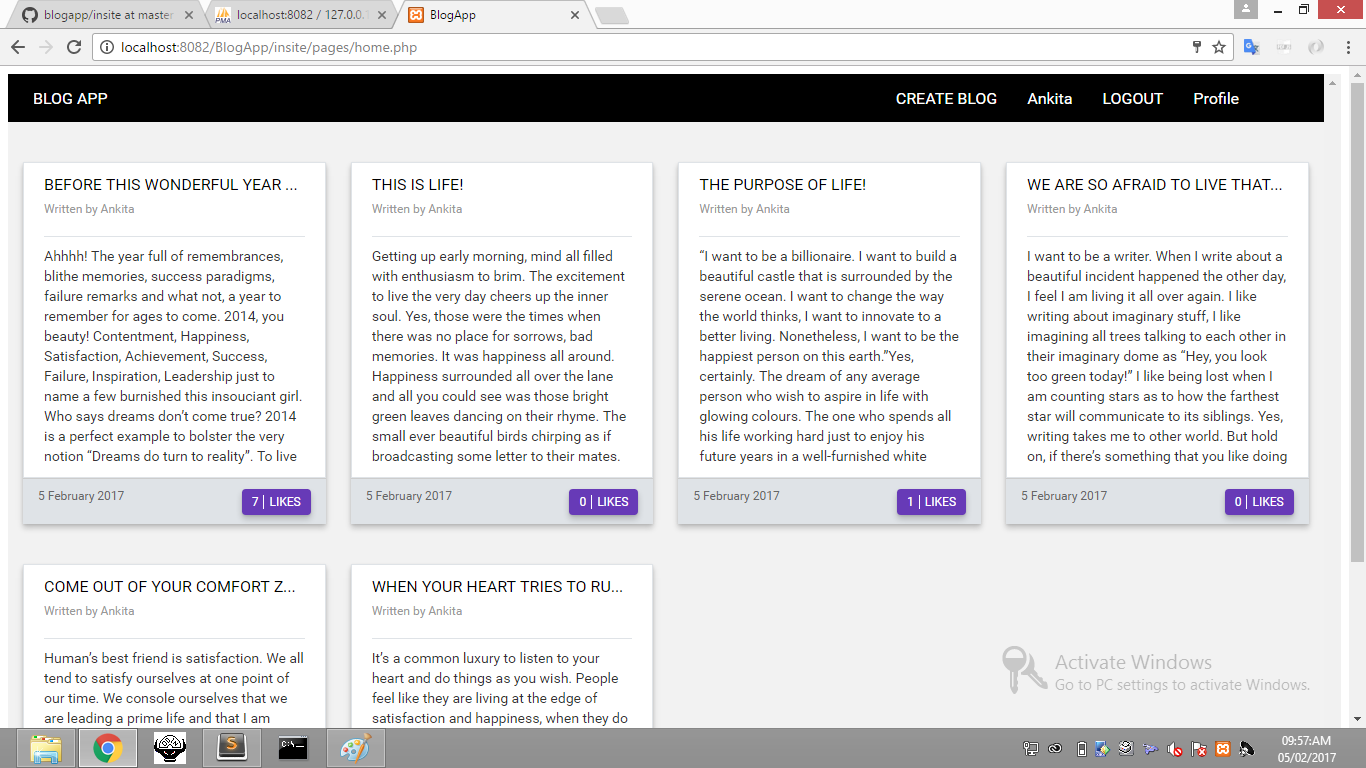 blogapp/insite at master
localhost:8082 / 127.0.0.1
BlogApp
localhost:8082/BlogApp/insite/pages/home.php
BLOG APP
CREATE BLOG
Ankita
LOGOUT
Profile
BEFORE THIS WONDERFUL YEAR ...
Written by Ankita
Ahhhh! The year full of remembrances,
blithe memories, success paradigms,
failure remarks and what not, a year to
remember for ages to come. 2014, you
beauty! Contentment, Happiness,
Satisfaction, Achievement, Success,
Failure, Inspiration, Leadership just to
name a few burnished this insouciant girl.
Who says dreams don’t come true? 2014
is a perfect example to bolster the very
notion “Dreams do turn to reality”. To live
5 February 2017
7 | LIKES
THIS IS LIFE!
Written by Ankita
Getting up early morning, mind all filled
with enthusiasm to brim. The excitement
to live the very day cheers up the inner
soul. Yes, those were the times when
there was no place for sorrows, bad
memories. It was happiness all around.
Happiness surrounded all over the lane
and all you could see was those bright
green leaves dancing on their rhyme. The
small ever beautiful birds chirping as if
broadcasting some letter to their mates.
5 February 2017
0 | LIKES
THE PURPOSE OF LIFE!
Written by Ankita
“I want to be a billionaire. I want to build a
beautiful castle that is surrounded by the
serene ocean. I want to change the way
the world thinks, I want to innovate to a
better living. Nonetheless, I want to be the
happiest person on this earth.”Yes,
certainly. The dream of any average
person who wish to aspire in life with
glowing colours. The one who spends all
his life working hard just to enjoy his
future years in a well-furnished white
5 February 2017
1 | LIKES
WE ARE SO AFRAID TO LIVE THAT...
Written by Ankita
I want to be a writer. When I write about a
beautiful incident happened the other day,
I feel I am living it all over again. I like
writing about imaginary stuff, I like
imagining all trees talking to each other in
their imaginary dome as “Hey, you look
too green today!” I like being lost when I
am counting stars as to how the farthest
star will communicate to its siblings. Yes,
writing takes me to other world. But hold
on, if there’s something that you like doing
5 February 2017
0 | LIKES
COME OUT OF YOUR COMFORT Z...
Written by Ankita
Human’s best friend is satisfaction. We all
tend to satisfy ourselves at one point of
our time. We console ourselves that we
are leading a prime life and that I am
WHEN YOUR HEART TRIES TO RU...
Written by Ankita
It’s a common luxury to listen to your
heart and do things as you wish. People
feel like they are living at the edge of
satisfaction and happiness, when they do
Activate Windows
Go to PC settings to activate Windows.
09:57:AM
05/02/2017